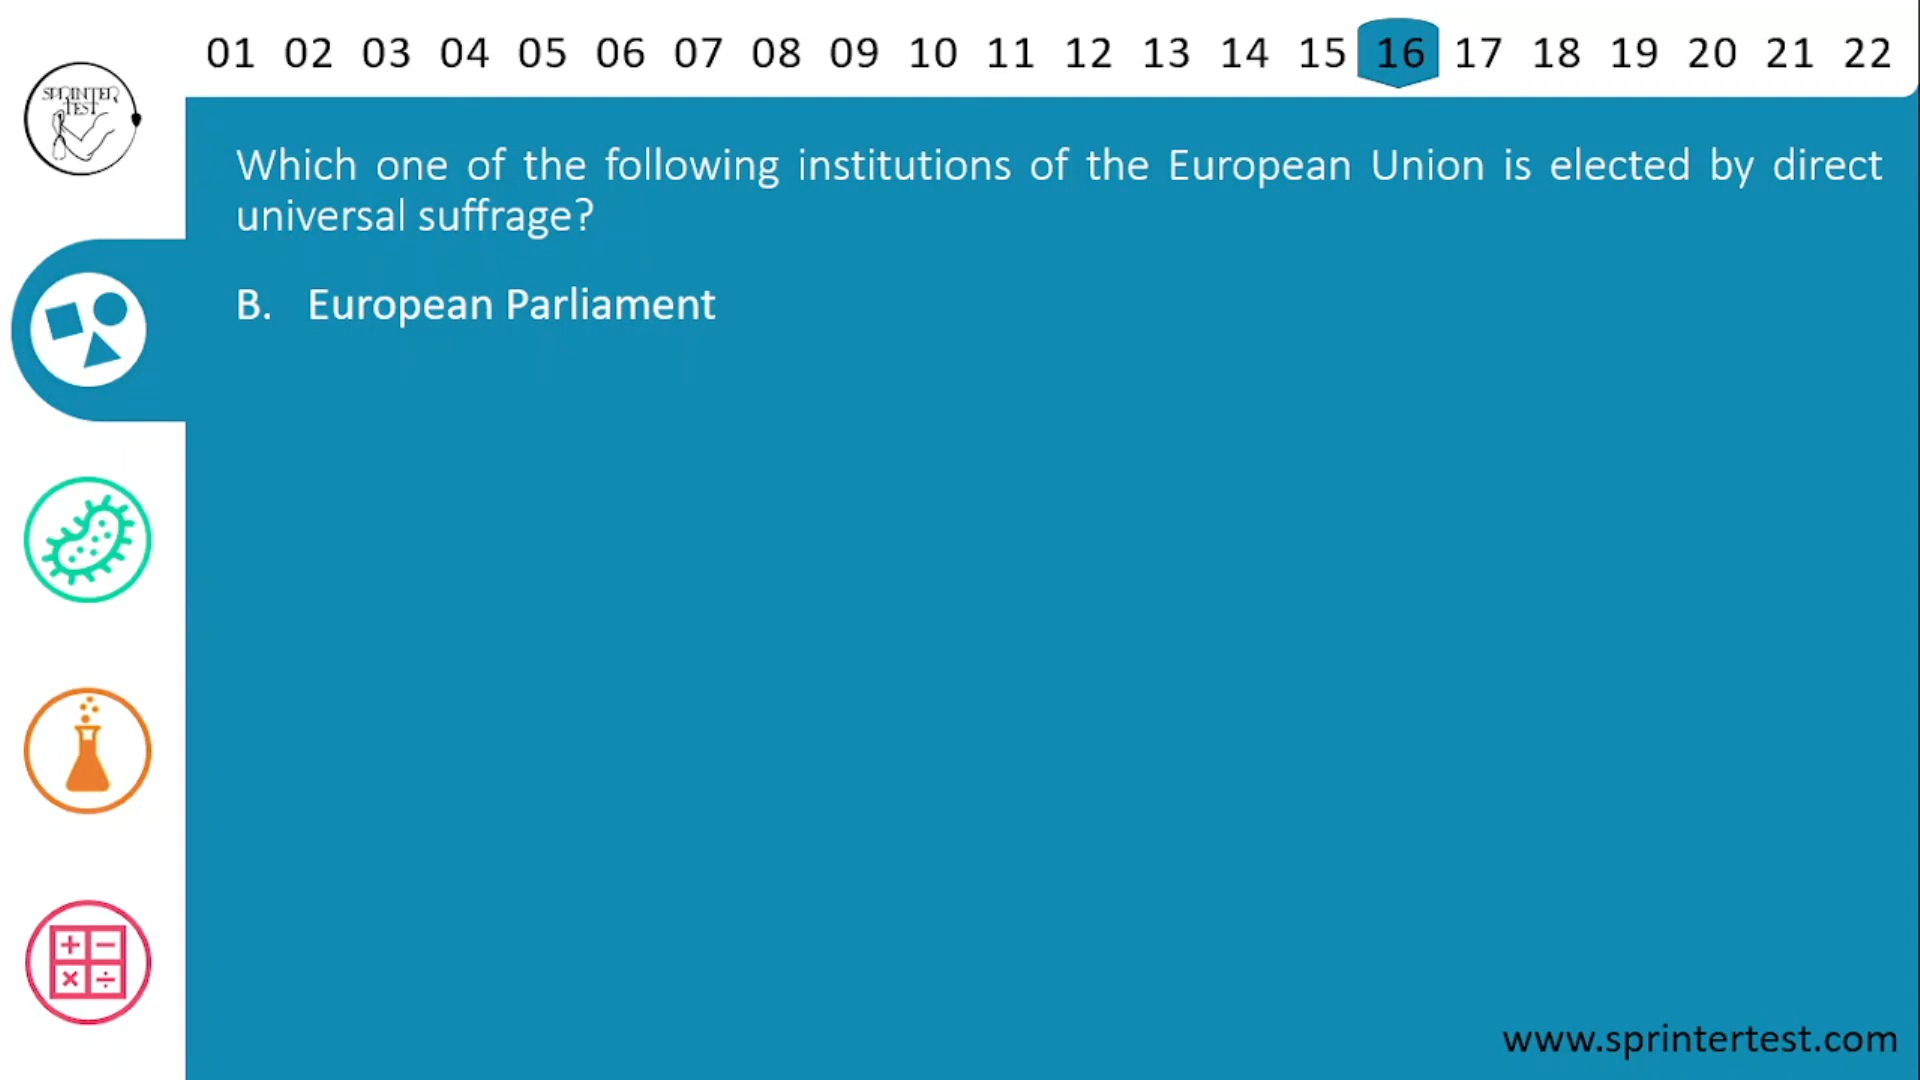 01 02 03 04 05 06 07 08 09 10 11 12 13 14 15 16 17 18 19 20 21 22
SPRINTER
TEST
Which one of the following institutions of the European Union is elected by direct
universal suffrage?
B. European Parliament
+ −
× ÷
www.sprintertest.com